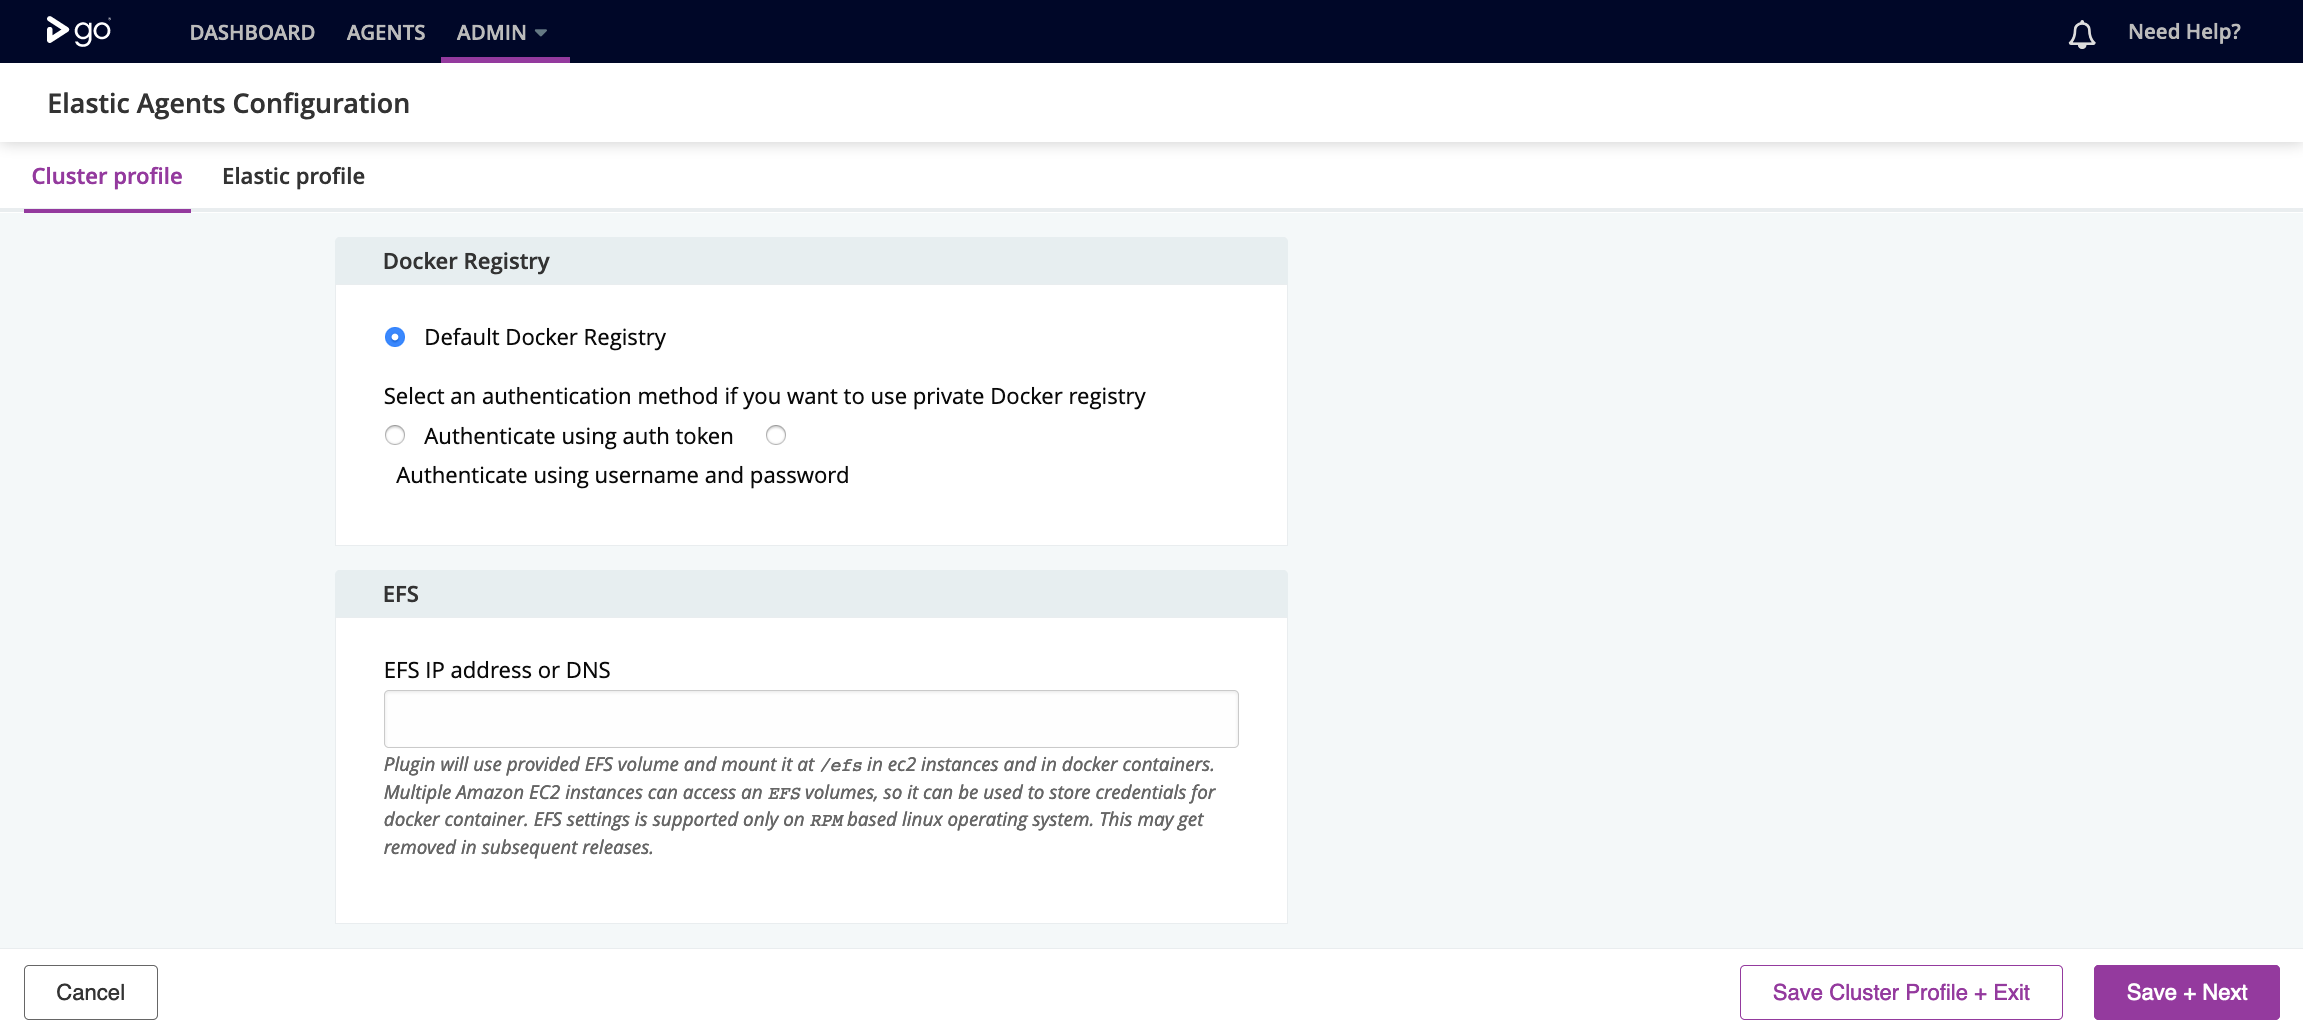 go DASHBOARD AGENTS ADMIN Need Help?
Elastic Agents Configuration
Cluster profile Elastic profile
Docker Registry
Default Docker Registry
Select an authentication method if you want to use private Docker registry
Authenticate using auth token
Authenticate using username and password
EFS
EFS IP address or DNS
Plugin will use provided EFS volume and mount it at /efs in ec2 instances and in docker containers.
Multiple Amazon EC2 instances can access an EFS volumes, so it can be used to store credentials for
docker container. EFS settings is supported only on RPM based linux operating system. This may get
removed in subsequent releases.
Cancel Save Cluster Profile + Exit Save + Next